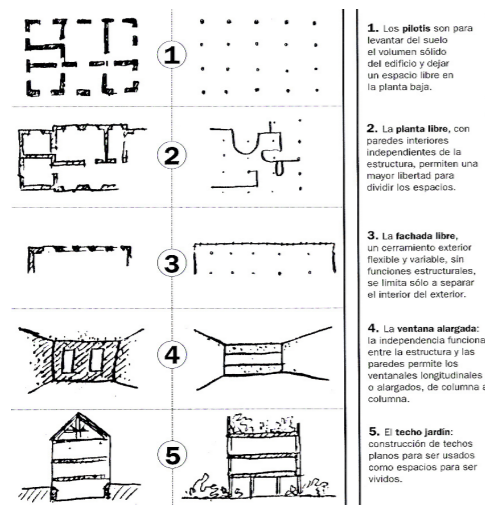 1
1. Los pilotis son para
levantar del suelo
el volumen sólido
del edificio y dejar
un espacio libre en
la planta baja.
2
2. La planta libre, con
paredes interiores
independientes de la
estructura, permiten una
mayor libertad para
dividir los espacios.
3
3. La fachada libre,
un cerramiento exterior
flexible y variable, sin
funciones estructurales,
se limita sólo a separar
el interior del exterior.
4
4. La ventana alargada:
la independencia funciona
entre la estructura y las
paredes permite los
ventanales longitudinales
o alargados, de columna a
columna.
5
5. El techo jardín:
construcción de techos
planos para ser usados
como espacios para ser
vividos.